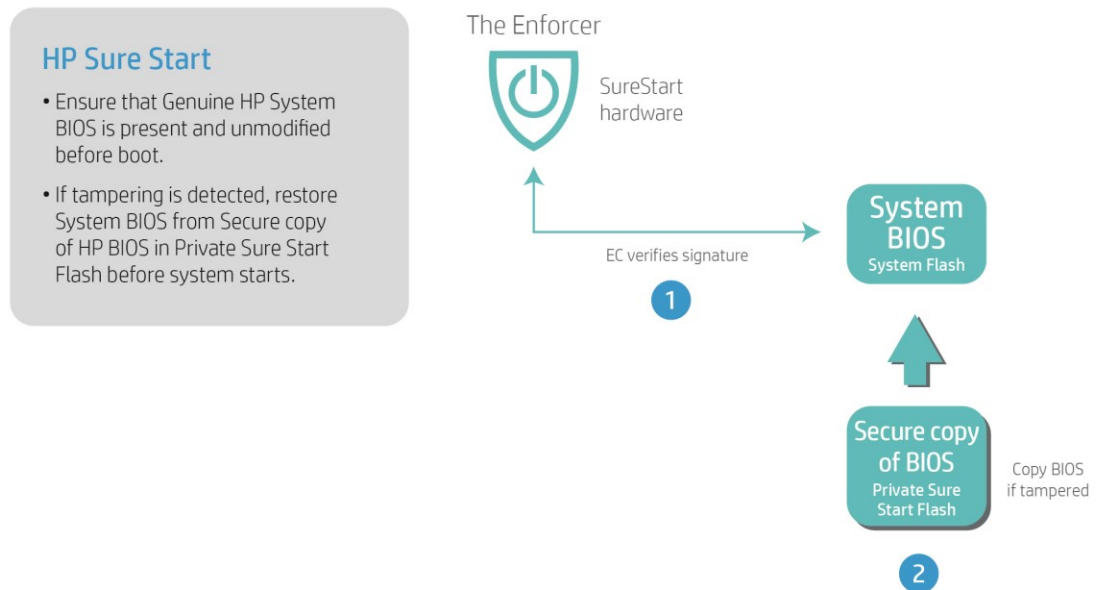 HP Sure Start
• Ensure that Genuine HP System
BIOS is present and unmodified
before boot.
• If tampering is detected, restore
System BIOS from Secure copy
of HP BIOS in Private Sure Start
Flash before system starts.
The Enforcer
SureStart
hardware
EC verifies signature
1
System
BIOS
System Flash
Secure copy
of BIOS
Private Sure
Start Flash
Copy BIOS
if tampered
2